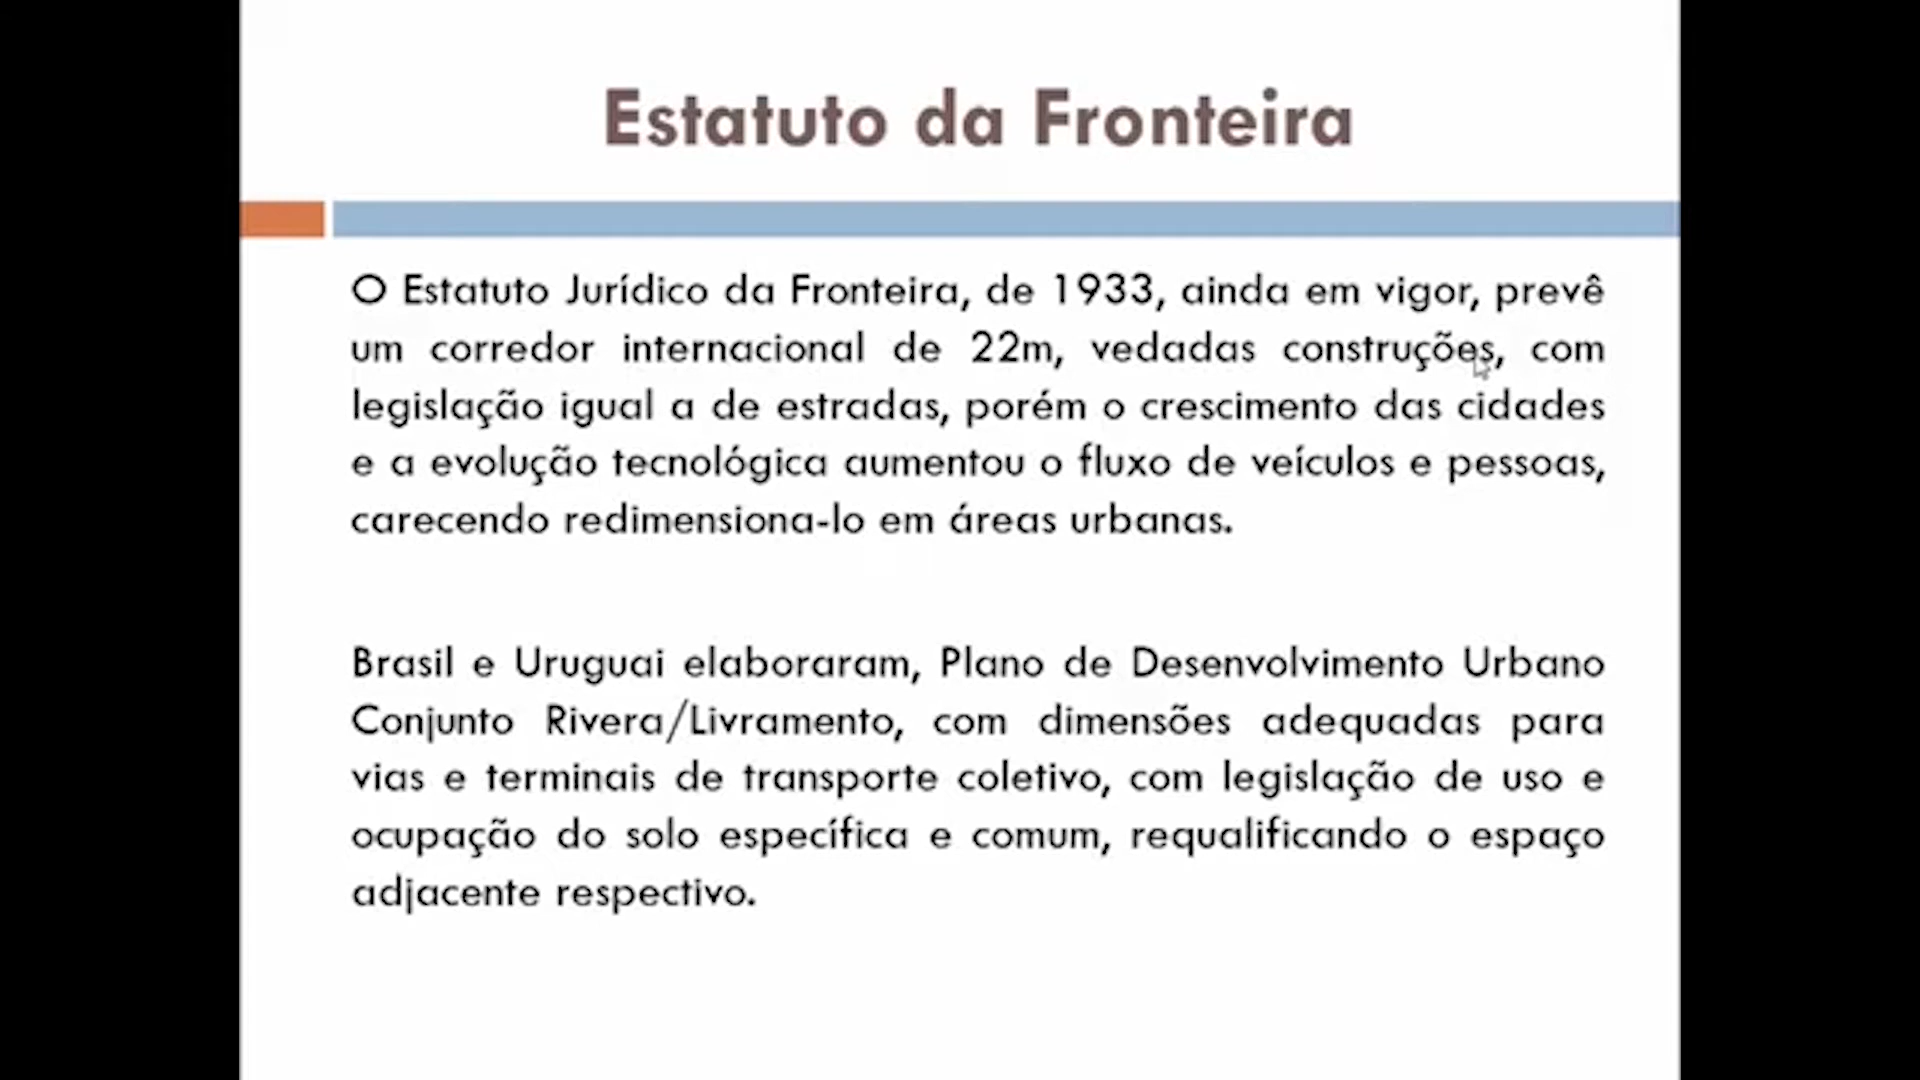 Estatuto da Fronteira
O Estatuto Jurídico da Fronteira, de 1933, ainda em vigor, prevê
um corredor internacional de 22m, vedadas construções, com
legislação igual a de estradas, porém o crescimento das cidades
e a evolução tecnológica aumentou o fluxo de veículos e pessoas,
carecendo redimensiona-lo em áreas urbanas.
Brasil e Uruguai elaboraram, Plano de Desenvolvimento Urbano
Conjunto Rivera/Livramento, com dimensões adequadas para
vias e terminais de transporte coletivo, com legislação de uso e
ocupação do solo específica e comum, requalificando o espaço
adjacente respectivo.